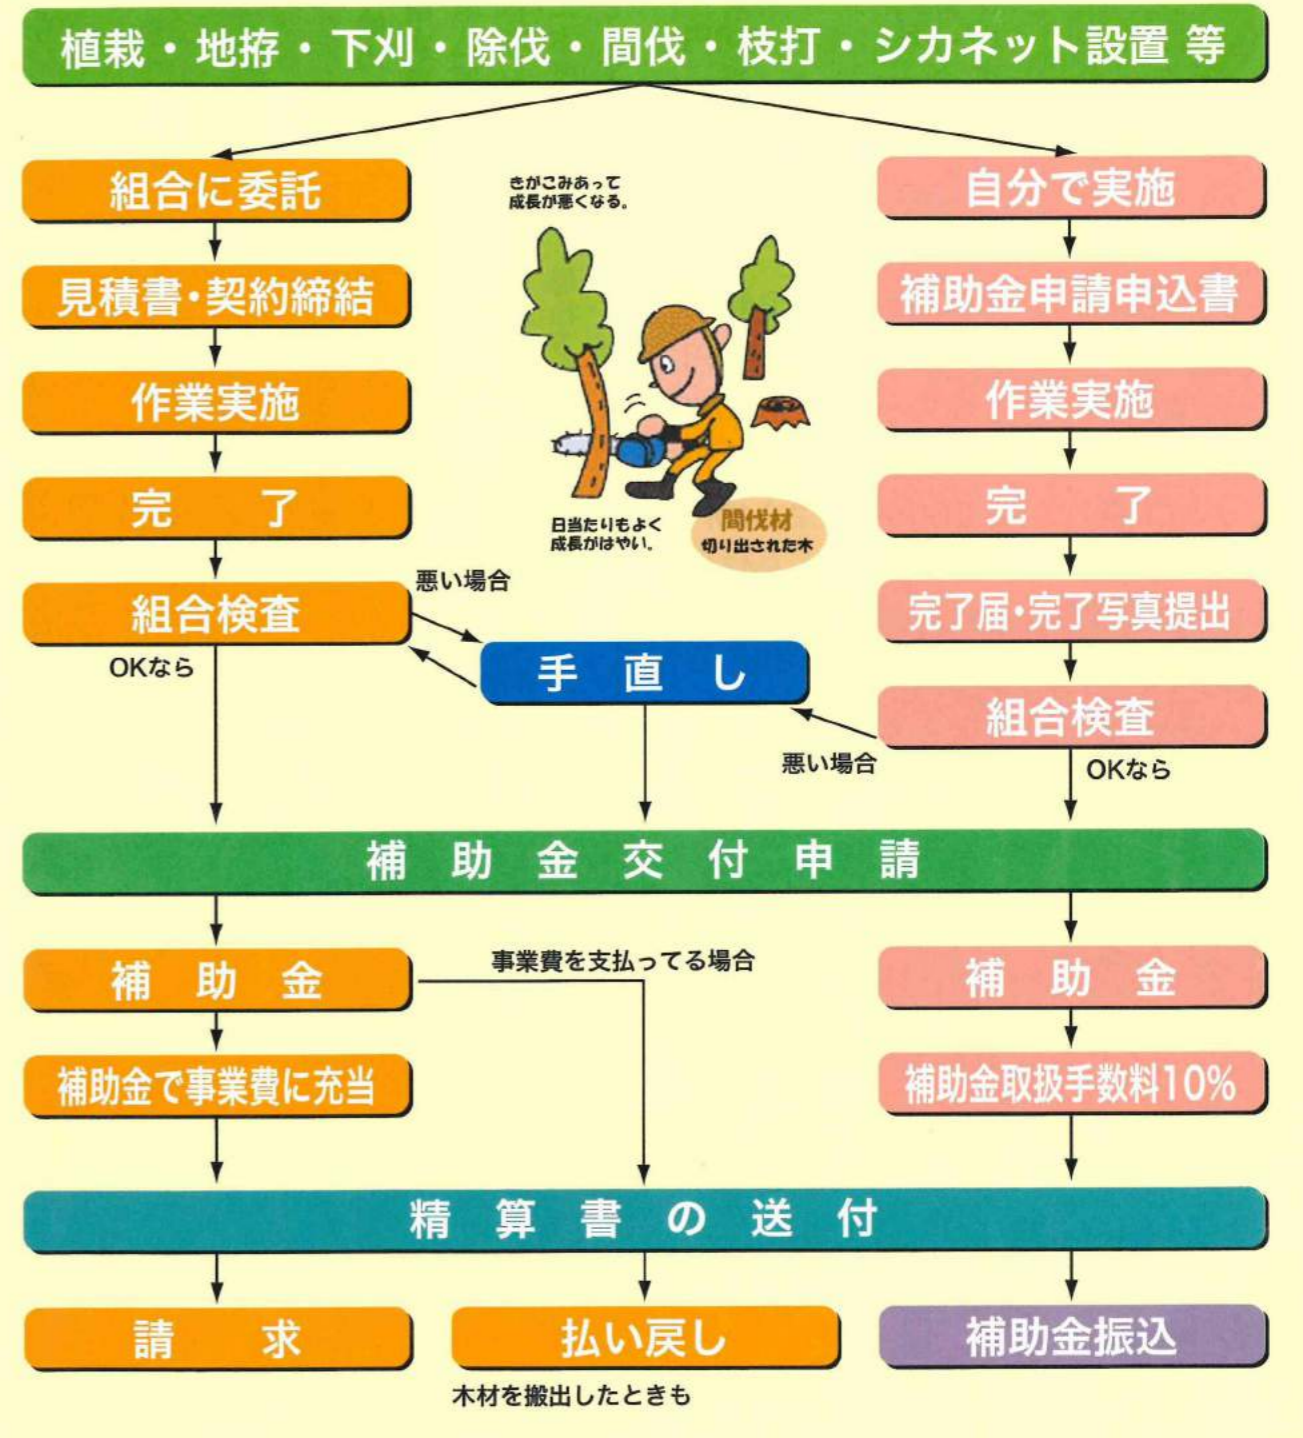 植栽・地拵・下刈・除伐・間伐・枝打・シカネット設置 等
組合に委託
見積書・契約締結
作業実施
完 了
組合検査
OKなら
悪い場合
きがこみあって
成長が悪くなる。
日当たりもよく
成長がはやい。
間伐材
切り出された木
手 直 し
自分で実施
補助金申請申込書
作業実施
完 了
完了届・完了写真提出
組合検査
悪い場合
OKなら
補 助 金 交 付 申 請
補 助 金
事業費を支払ってる場合
補 助 金
補助金で事業費に充当
補助金取扱手数料10%
精 算 書 の 送 付
請 求
払い戻し
補助金振込
木材を搬出したときも